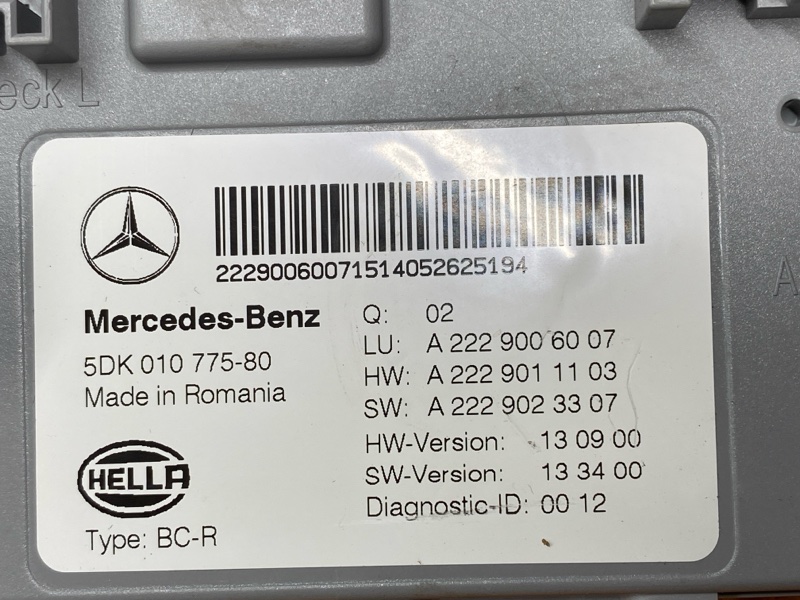 eck L
A
22290060071514052625194
Mercedes-Benz
5DK 010 775-80
Made in Romania
HELLA
Type: BC-R
Q: 02
LU: A 222 900 60 07
HW: A 222 901 11 03
SW: A 222 902 33 07
HW-Version: 13 09 00
SW-Version: 13 34 00
Diagnostic-ID: 00 12